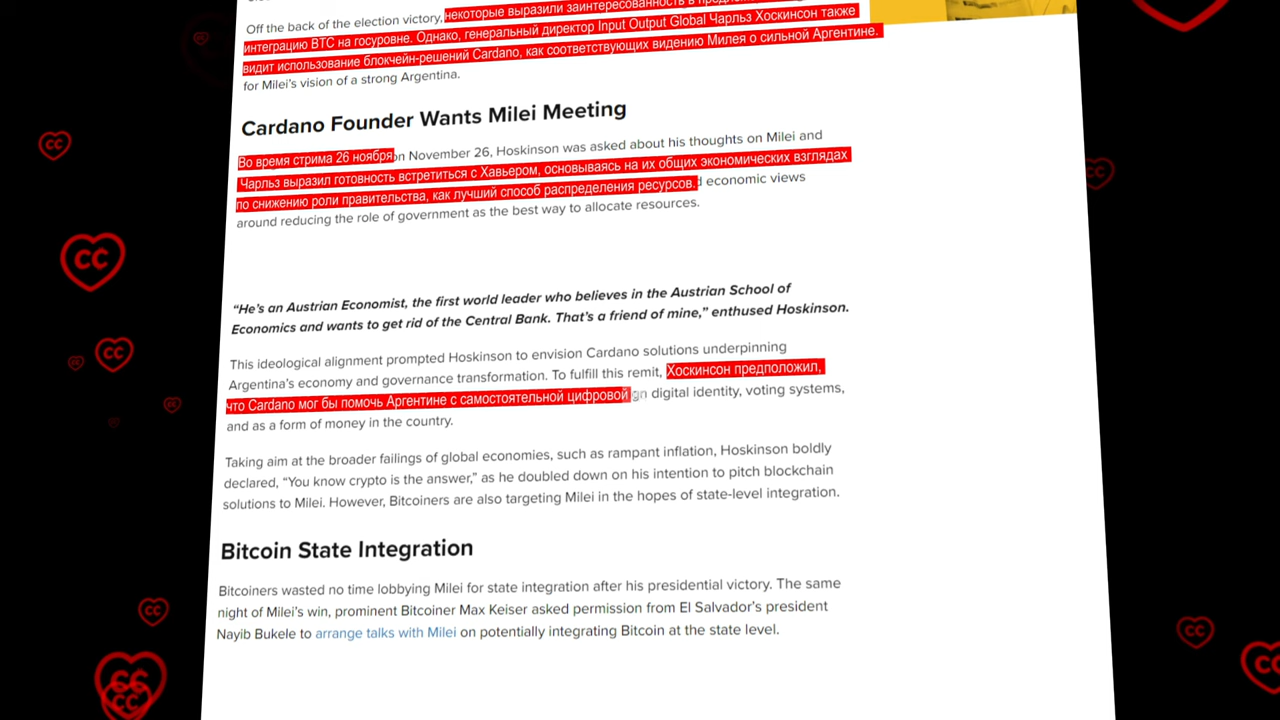 Off the back of the election victory, некоторые выразили заинтересованность в
интеграцию BTC на госуровне. Однако, генеральный директор Input Output Global Чарльз Хоскинсон также
видит использование блокчейн-решений Cardano, как соответствующих видению Милея о сильной Аргентине.
for Milei's vision of a strong Argentina.
Cardano Founder Wants Milei Meeting
Во время стрима 26 ноября on November 26, Hoskinson was asked about his thoughts on Milei and
Чарльз выразил готовность встретиться с Хавьером, основываясь на их общих экономических взглядах
по снижению роли правительства, как лучший способ распределения ресурсов. economic views
around reducing the role of government as the best way to allocate resources.
“He’s an Austrian Economist, the first world leader who believes in the Austrian School of
Economics and wants to get rid of the Central Bank. That’s a friend of mine,” enthused Hoskinson.
This ideological alignment prompted Hoskinson to envision Cardano solutions underpinning
Argentina’s economy and governance transformation. To fulfill this remit, Хоскинсон предположил,
что Cardano мог бы помочь Аргентине с самостоятельной цифровой digital identity, voting systems,
and as a form of money in the country.
Taking aim at the broader failings of global economies, such as rampant inflation, Hoskinson boldly
declared, “You know crypto is the answer,” as he doubled down on his intention to pitch blockchain
solutions to Milei. However, Bitcoiners are also targeting Milei in the hopes of state-level integration.
Bitcoin State Integration
Bitcoiners wasted no time lobbying Milei for state integration after his presidential victory. The same
night of Milei’s win, prominent Bitcoiner Max Keiser asked permission from El Salvador’s president
Nayib Bukele to arrange talks with Milei on potentially integrating Bitcoin at the state level.